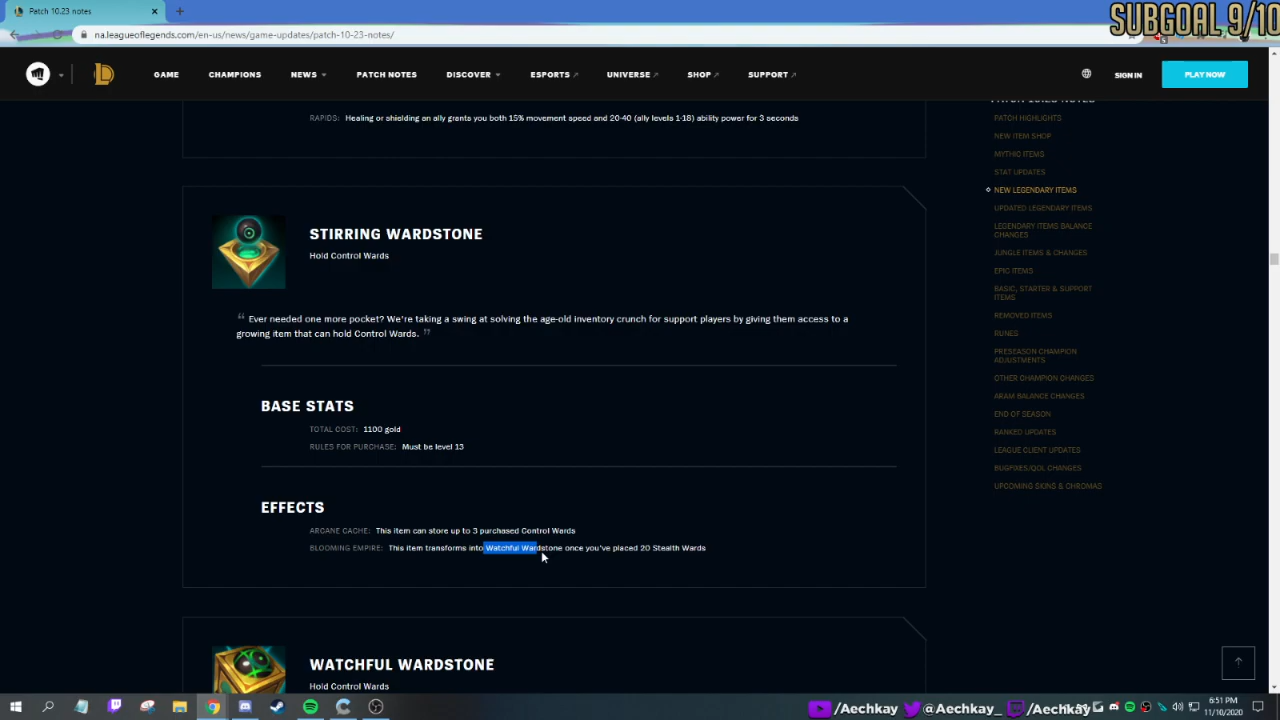 Patch 10.23 notes
SUBGOAL 9/10
na.leagueoflegends.com/en-us/news/game-updates/patch-10-23-notes/
GAME
CHAMPIONS
NEWS
PATCH NOTES
DISCOVER
ESPORTS
UNIVERSE
SHOP
SUPPORT
SIGN IN
PLAY NOW
RAPIDS: Healing or shielding an ally grants you both 15% movement speed and 20-40 (ally levels 1-18) ability power for 3 seconds
STIRRING WARDSTONE
Hold Control Wards
“ Ever needed one more pocket? We're taking a swing at solving the age-old inventory crunch for support players by giving them access to a
growing item that can hold Control Wards. ”
BASE STATS
TOTAL COST: 1100 gold
RULES FOR PURCHASE: Must be level 13
EFFECTS
ARCANE CACHE: This item can store up to 3 purchased Control Wards
BLOOMING EMPIRE: This item transforms into Watchful Wardstone once you've placed 20 Stealth Wards
WATCHFUL WARDSTONE
Hold Control Wards
PATCH 10.23 NOTES
PATCH HIGHLIGHTS
NEW ITEM SHOP
MYTHIC ITEMS
STAT UPDATES
NEW LEGENDARY ITEMS
UPDATED LEGENDARY ITEMS
LEGENDARY ITEMS BALANCE
CHANGES
JUNGLE ITEMS & CHANGES
EPIC ITEMS
BASIC, STARTER & SUPPORT
ITEMS
REMOVED ITEMS
RUNES
PRESEASON CHAMPION
ADJUSTMENTS
OTHER CHAMPION CHANGES
ARAM BALANCE CHANGES
END OF SEASON
RANKED UPDATES
LEAGUE CLIENT UPDATES
BUGFIXES/QOL CHANGES
UPCOMING SKINS & CHROMAS
/Aechkay
@Aechkay_
/Aechkay
6:51 PM
11/10/2020